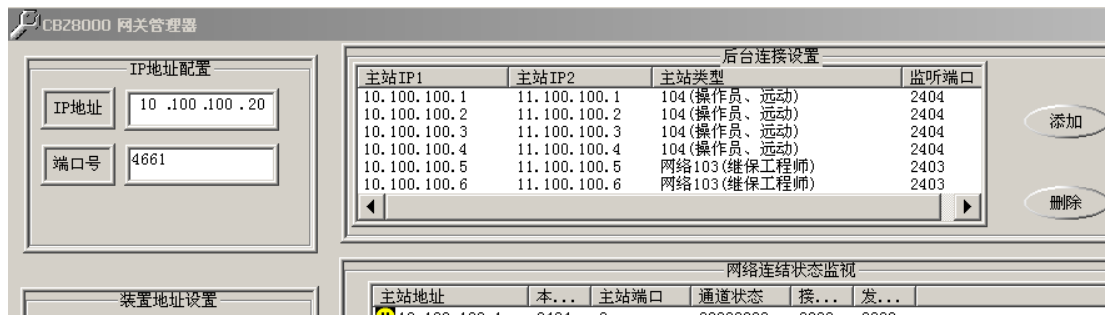 CBZ8000 网关管理器
IP地址配置
IP地址 10 .100 .100 .20
端口号 4661
后台连接设置
主站IP1 主站IP2 主站类型 监听端口
10.100.100.1 11.100.100.1 104(操作员、远动) 2404
10.100.100.2 11.100.100.2 104(操作员、远动) 2404
10.100.100.3 11.100.100.3 104(操作员、远动) 2404
10.100.100.4 11.100.100.4 104(操作员、远动) 2404
10.100.100.5 11.100.100.5 网络103(继保工程师) 2403
10.100.100.6 11.100.100.6 网络103(继保工程师) 2403
添加
删除
装置地址设置
网络连结状态监视
主站地址 本... 主站端口 通道状态 接... 发...